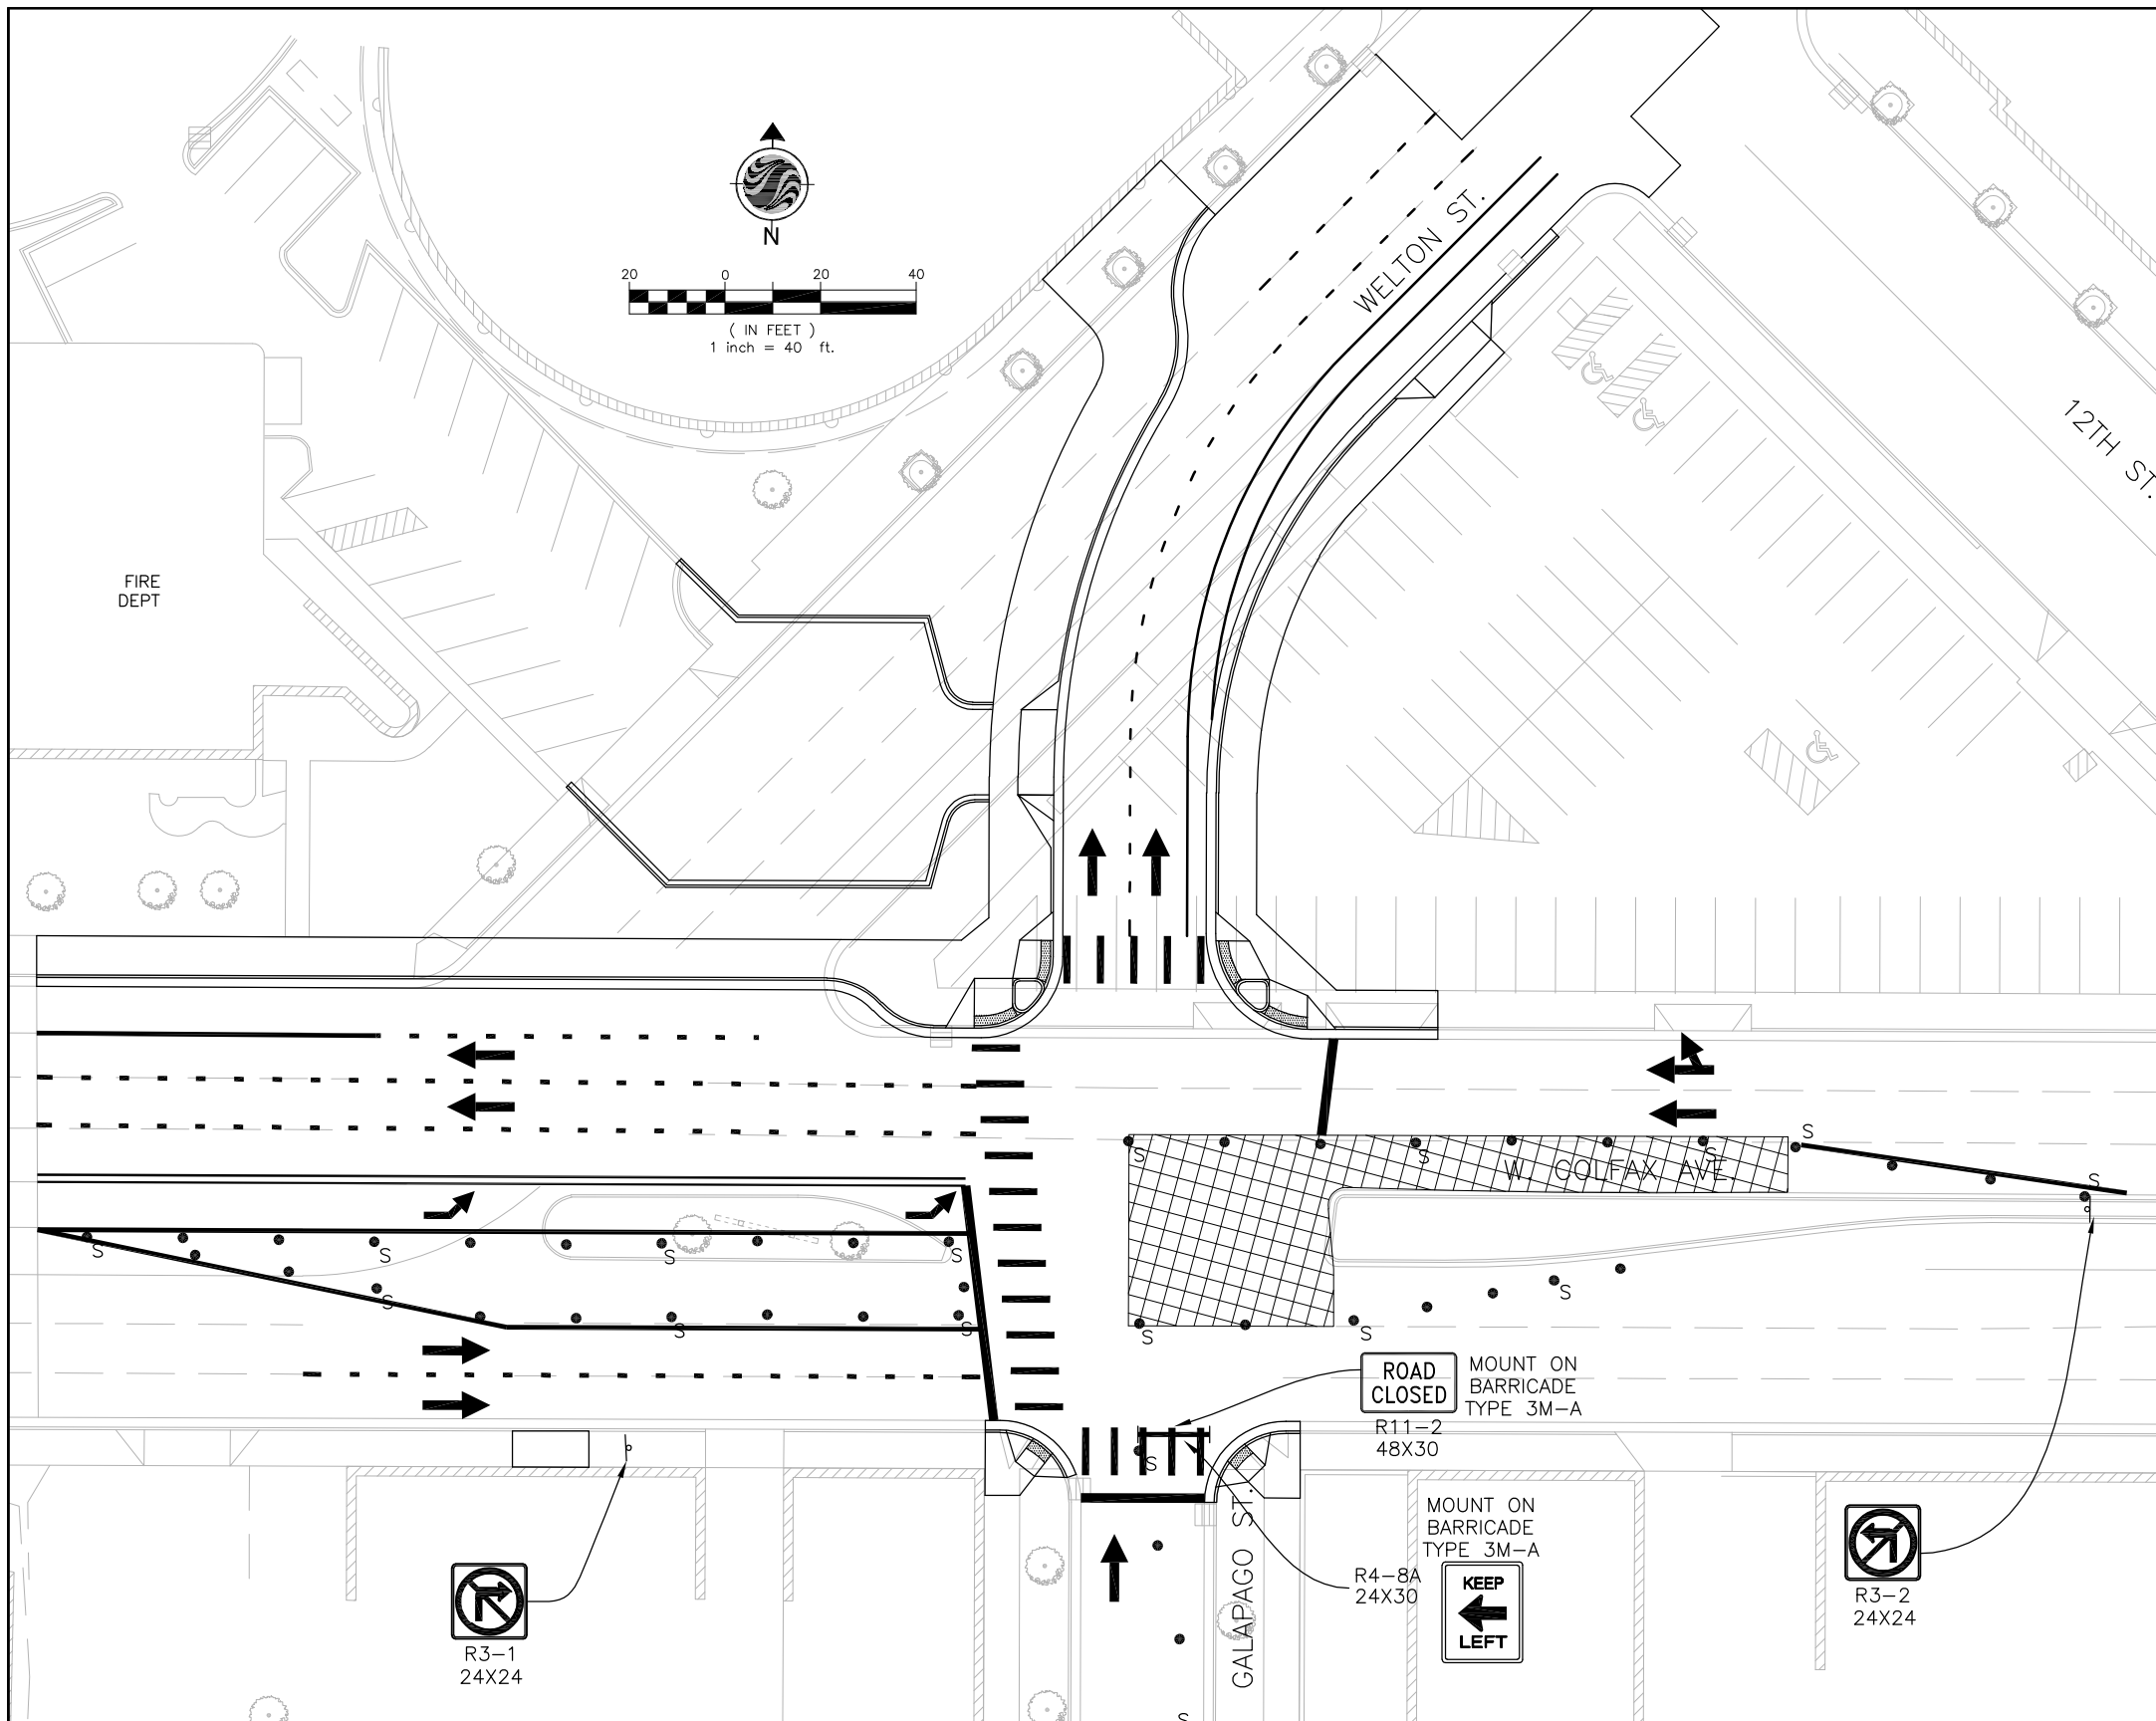 N
20 0 20 40
( IN FEET )
1 inch = 40 ft.
WELTON ST.
12TH ST.
FIRE
DEPT
S
S
S
S
W. COLFAX AVE
S
S
S
S
S
S
S
S
S
S
S
S
ROAD
CLOSED
MOUNT ON
BARRICADE
TYPE 3M-A
R11-2
48X30
S
GALAPAGO ST.
MOUNT ON
BARRICADE
TYPE 3M-A
R4-8A
24X30
KEEP
LEFT
R3-2
24X24
R3-1
24X24
S